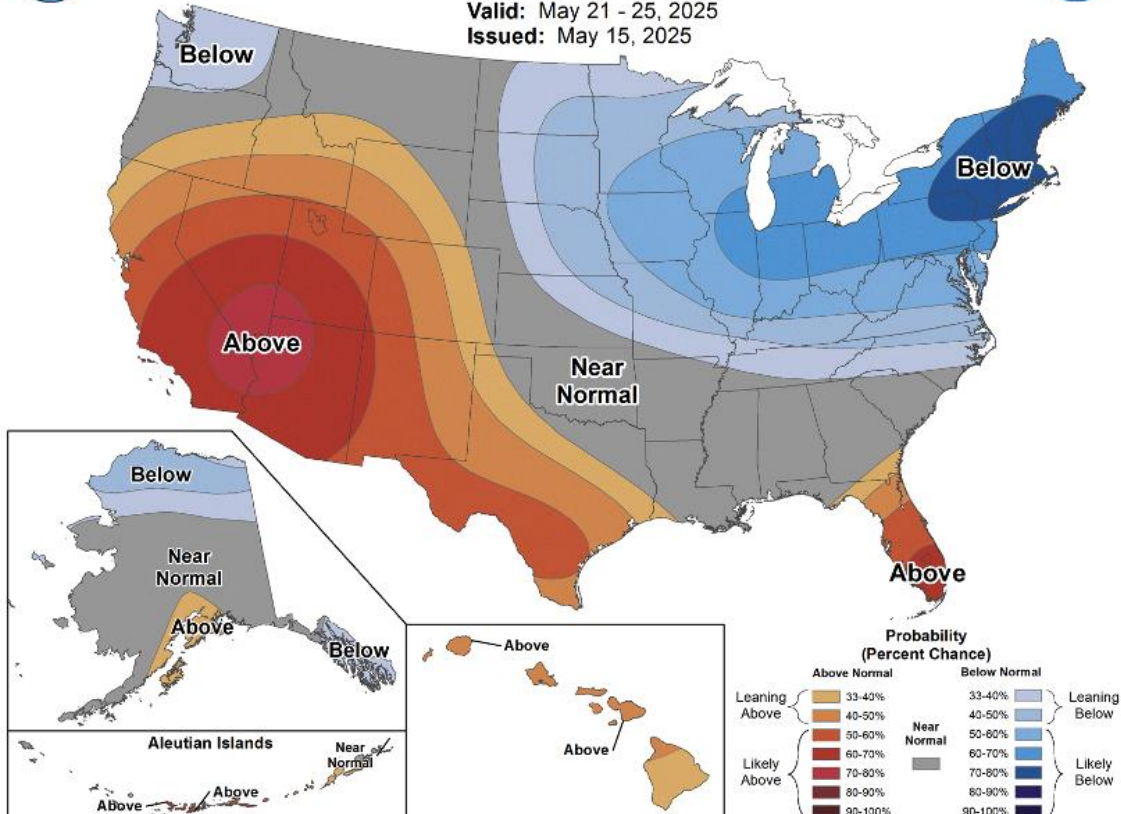 Valid: May 21 - 25, 2025
Issued: May 15, 2025
Below
Below
Above
Near
Normal
Above
Below
Near
Normal
Above
Below
Aleutian Islands
Near
Normal
Above
Above
Above
Above
Probability
(Percent Chance)
Above Normal
Below Normal
Leaning
Above
33-40%
40-50%
Likely
Above
50-60%
60-70%
70-80%
80-90%
90-100%
Near
Normal
33-40%
40-50%
Leaning
Below
50-60%
60-70%
70-80%
80-90%
90-100%
Likely
Below